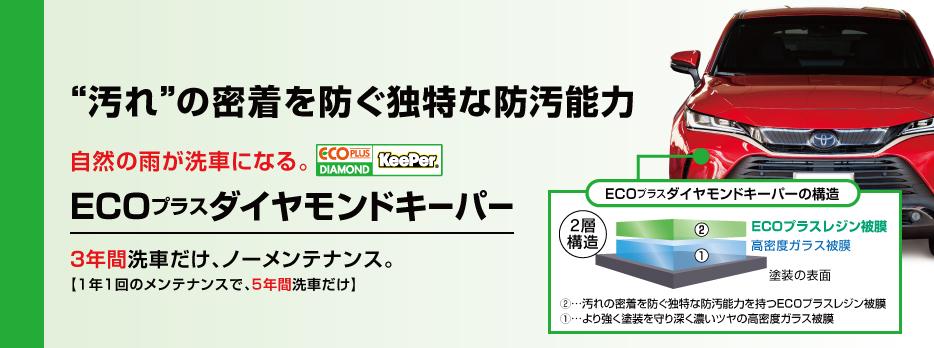 “汚れ”の密着を防ぐ独特な防汚能力
自然の雨が洗車になる。
ECO PLUS
DIAMOND
KeePer.
ECOプラスダイヤモンドキーパー
3年間洗車だけ、ノーメンテナンス。
【1年1回のメンテナンスで、5年間洗車だけ】
ECOプラスダイヤモンドキーパーの構造
2層
構造
②
①
ECOプラスレジン被膜
高密度ガラス被膜
塗装の表面
②…汚れの密着を防ぐ独特な防汚能力を持つECOプラスレジン被膜
①…より強く塗装を守り深く濃いツヤの高密度ガラス被膜